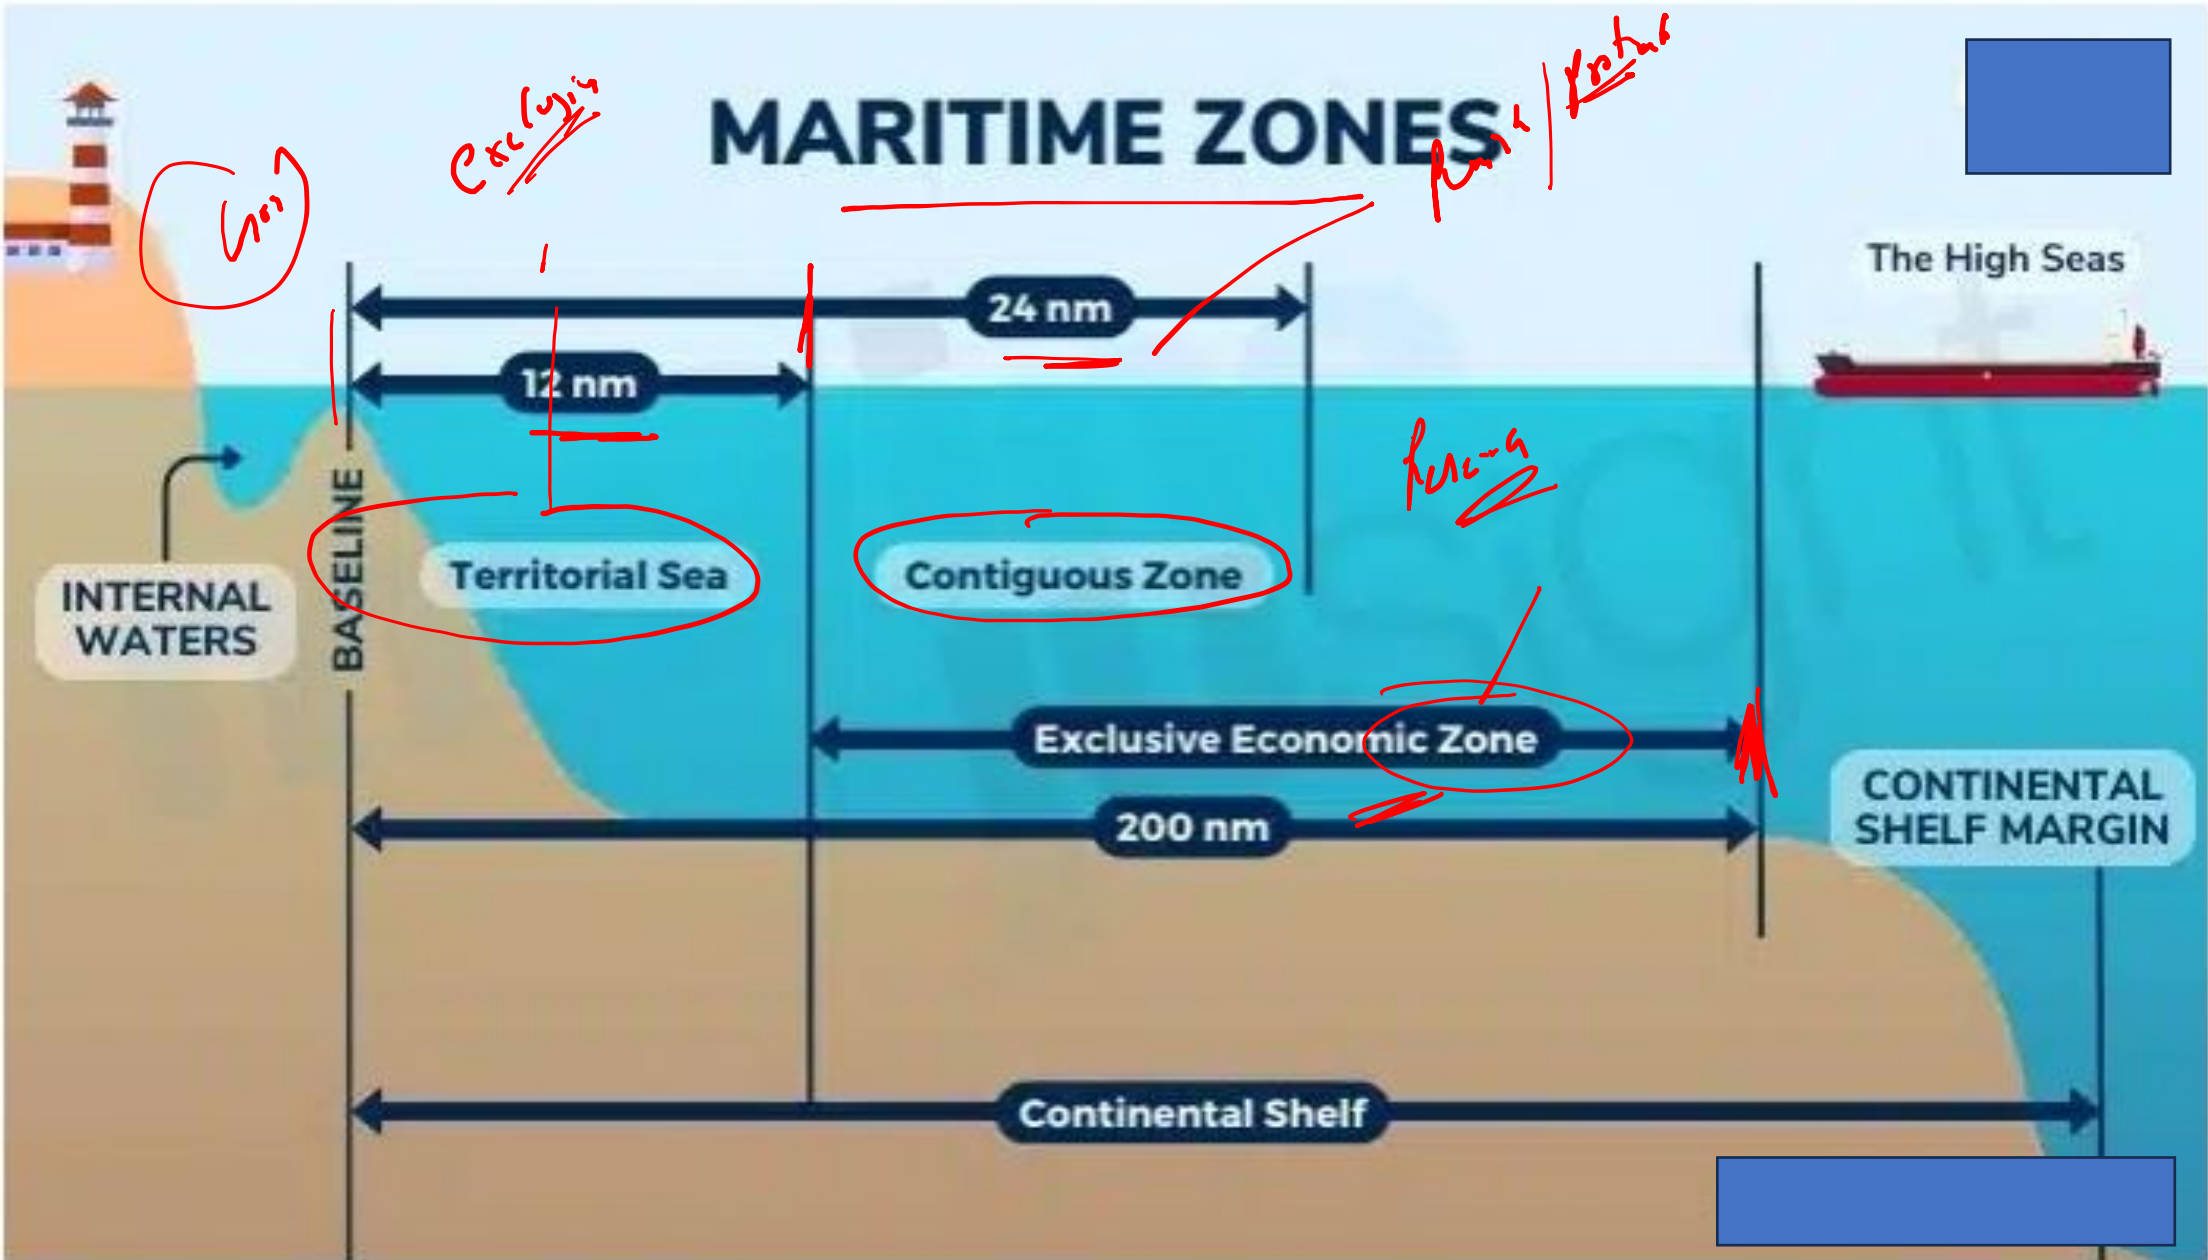 MARITIME ZONES
The High Seas
24 nm
12 nm
BASELINE
Territorial Sea
Contiguous Zone
INTERNAL
WATERS
Exclusive Economic Zone
200 nm
CONTINENTAL
SHELF MARGIN
Continental Shelf